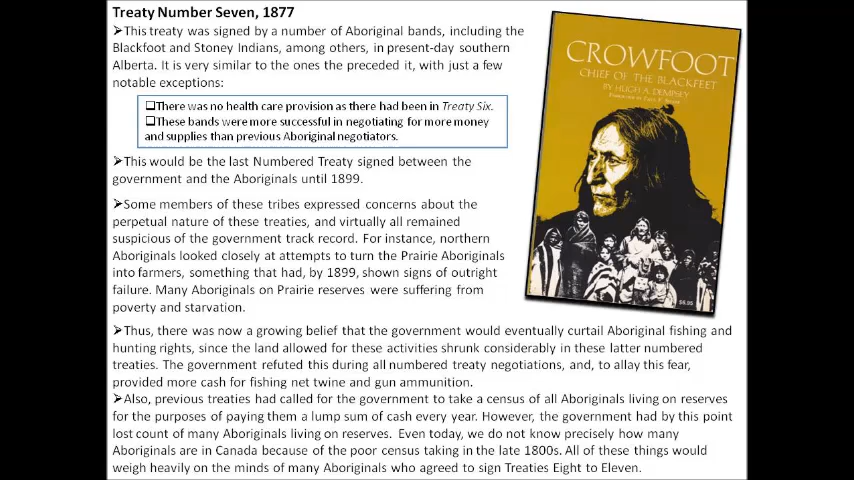 Treaty Number Seven, 1877
➢This treaty was signed by a number of Aboriginal bands, including the
Blackfoot and Stoney Indians, among others, in present-day southern
Alberta. It is very similar to the ones the preceded it, with just a few
notable exceptions:
❑There was no health care provision as there had been in Treaty Six.
❑These bands were more successful in negotiating for more money
and supplies than previous Aboriginal negotiators.
➢This would be the last Numbered Treaty signed between the
government and the Aboriginals until 1899.
➢Some members of these tribes expressed concerns about the
perpetual nature of these treaties, and virtually all remained
suspicious of the government track record. For instance, northern
Aboriginals looked closely at attempts to turn the Prairie Aboriginals
into farmers, something that had, by 1899, shown signs of outright
failure. Many Aboriginals on Prairie reserves were suffering from
poverty and starvation.
➢Thus, there was now a growing belief that the government would eventually curtail Aboriginal fishing and
hunting rights, since the land allowed for these activities shrunk considerably in these latter numbered
treaties. The government refuted this during all numbered treaty negotiations, and, to allay this fear,
provided more cash for fishing net twine and gun ammunition.
➢Also, previous treaties had called for the government to take a census of all Aboriginals living on reserves
for the purposes of paying them a lump sum of cash every year. However, the government had by this point
lost count of many Aboriginals living on reserves. Even today, we do not know precisely how many
Aboriginals are in Canada because of the poor census taking in the late 1800s. All of these things would
weigh heavily on the minds of many Aboriginals who agreed to sign Treaties Eight to Eleven.
CROWFOOT
CHIEF OF THE BLACKFEET
BY HUGH A. DEMPSEY
$6.95